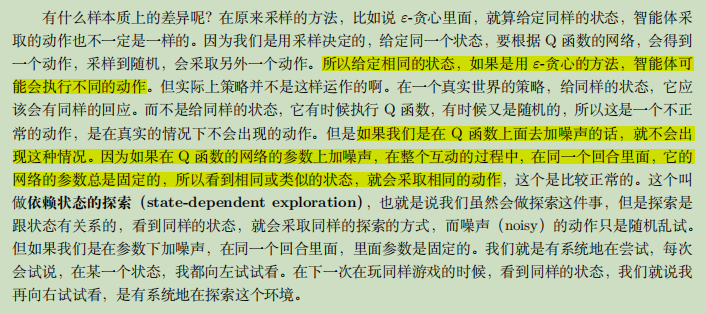 有什么样本质上的差异呢？在原来采样的方法，比如说 ε-贪心里面，就算给定同样的状态，智能体采
取的动作也不一定是一样的。因为我们是用采样决定的，给定同一个状态，要根据 Q 函数的网络，会得到
一个动作，采样到随机，会采取另外一个动作。所以给定相同的状态，如果是用 ε-贪心的方法，智能体可
能会执行不同的动作。但实际上策略并不是这样运作的啊。在一个真实世界的策略，给同样的状态，它应
该会有同样的回应。而不是给同样的状态，它有时候执行 Q 函数，有时候又是随机的，所以这是一个不正
常的动作，是在真实的情况下不会出现的动作。但是如果我们是在 Q 函数上面去加噪声的话，就不会出
现这种情况。因为如果在 Q 函数的网络的参数上加噪声，在整个互动的过程中，在同一个回合里面，它的
网络的参数总是固定的，所以看到相同或类似的状态，就会采取相同的动作，这个是比较正常的。这个叫
做依赖状态的探索（state-dependent exploration），也就是说我们虽然会做探索这件事，但是探索是
跟状态有关系的，看到同样的状态，就会采取同样的探索的方式，而噪声（noisy）的动作只是随机乱试。
但如果我们是在参数下加噪声，在同一个回合里面，里面参数是固定的。我们就是有系统地在尝试，每次
会试说，在某一个状态，我都向左试试看。在下一次在玩同样游戏的时候，看到同样的状态，我们就说我
再向右试试看，是有系统地在探索这个环境。